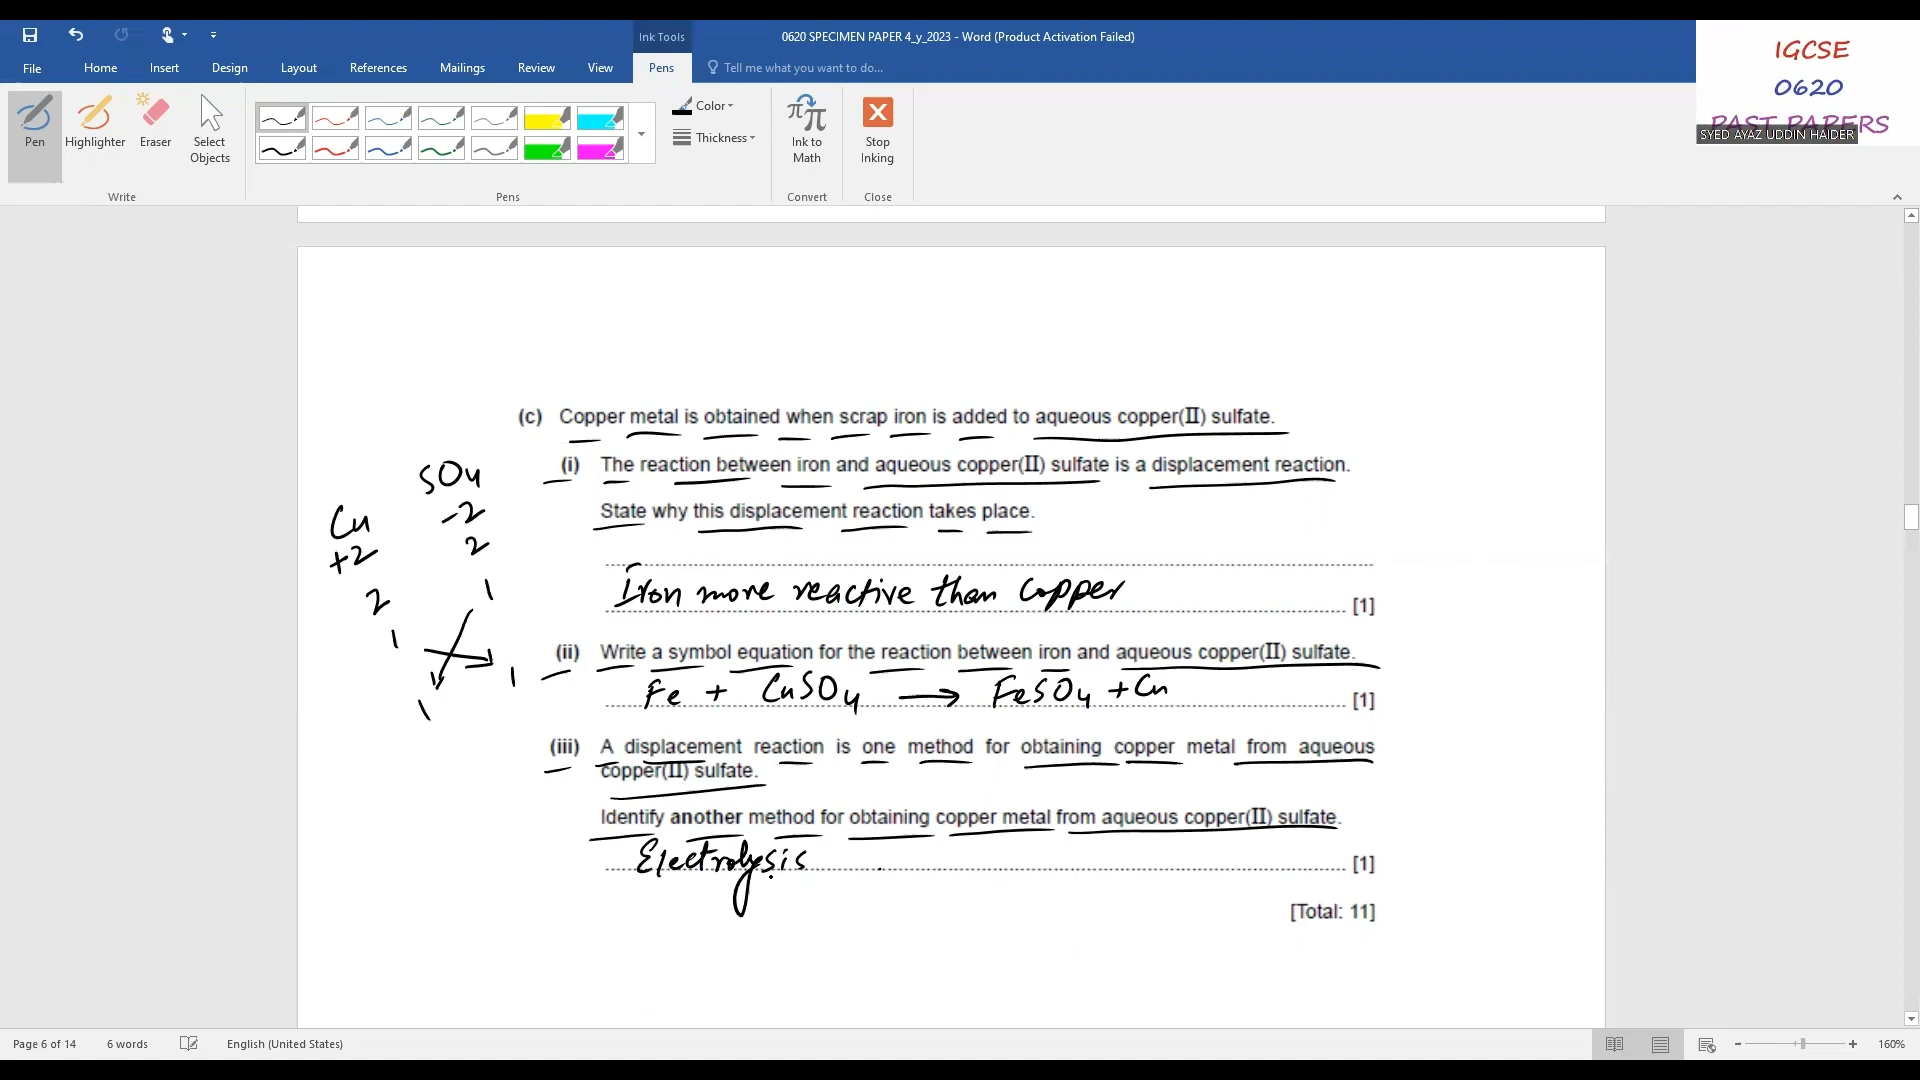 Ink Tools
0620 SPECIMEN PAPER 4_y_2023 - Word (Product Activation Failed)
File Home Insert Design Layout References Mailings Review View Pens Tell me what you want to do...
IGCSE
0620
PAST PAPERS
SYED AYAZ UDDIN HAIDER
Pen Highlighter Eraser Select Objects
Color
Thickness
Ink to Math
Stop Inking
Write Pens Convert Close
(c) Copper metal is obtained when scrap iron is added to aqueous copper(II) sulfate.
(i) The reaction between iron and aqueous copper(II) sulfate is a displacement reaction.
State why this displacement reaction takes place.
Iron more reactive than copper
[1]
SO4
-2
Cu
+2
2
2
1
1
1
1
(ii) Write a symbol equation for the reaction between iron and aqueous copper(II) sulfate.
Fe + CuSO4 → FeSO4 + Cu
[1]
(iii) A displacement reaction is one method for obtaining copper metal from aqueous
copper(II) sulfate.
Identify another method for obtaining copper metal from aqueous copper(II) sulfate.
Electrolysis
[1]
[Total: 11]
Page 6 of 14 6 words English (United States) 160%